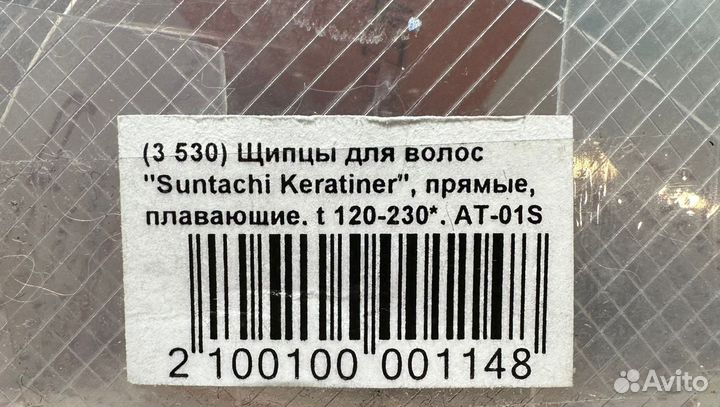 (3 530) Щипцы для волос
"Suntachi Keratiner", прямые,
плавающие. t 120-230*. AT-01S
2 100100 001148
Avito